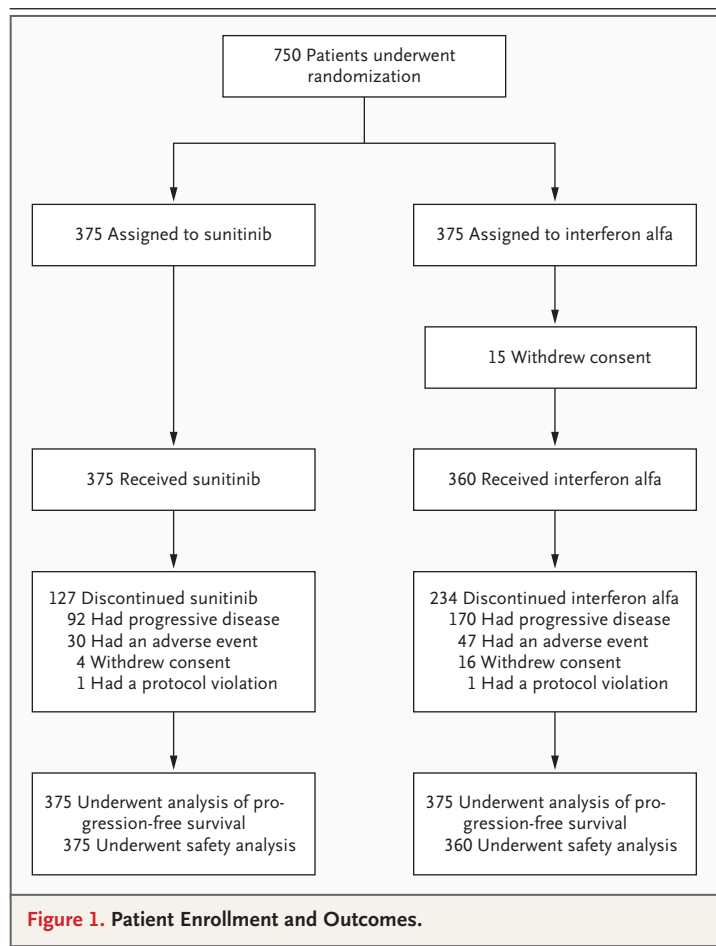 750 Patients underwent
randomization
375 Assigned to sunitinib
375 Assigned to interferon alfa
15 Withdrew consent
375 Received sunitinib
360 Received interferon alfa
127 Discontinued sunitinib
92 Had progressive disease
30 Had an adverse event
4 Withdrew consent
1 Had a protocol violation
234 Discontinued interferon alfa
170 Had progressive disease
47 Had an adverse event
16 Withdrew consent
1 Had a protocol violation
375 Underwent analysis of pro-
gression-free survival
375 Underwent safety analysis
375 Underwent analysis of pro-
gression-free survival
360 Underwent safety analysis
Figure 1. Patient Enrollment and Outcomes.